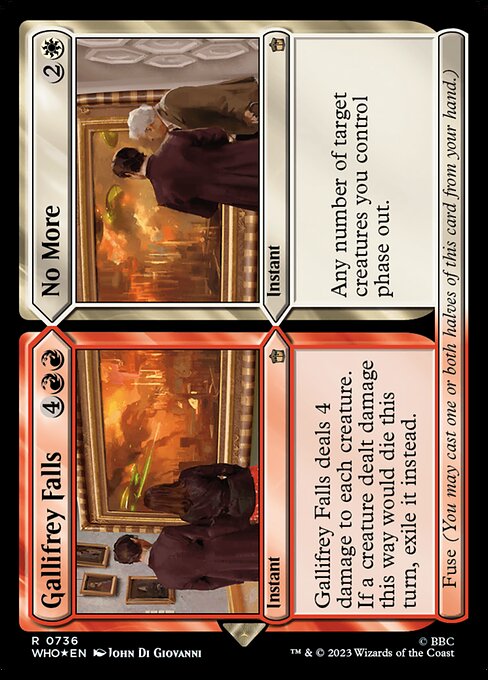 Gallifrey Falls 4
Instant
Gallifrey Falls deals 4
damage to each creature.
If a creature dealt damage
this way would die this
turn, exile it instead.
No More 2
Instant
Any number of target
creatures you control
phase out.
Fuse (You may cast one or both halves of this card from your hand.)
R 0736
WHO★EN John Di Giovanni
© BBC
™ & © 2023 Wizards of the Coast